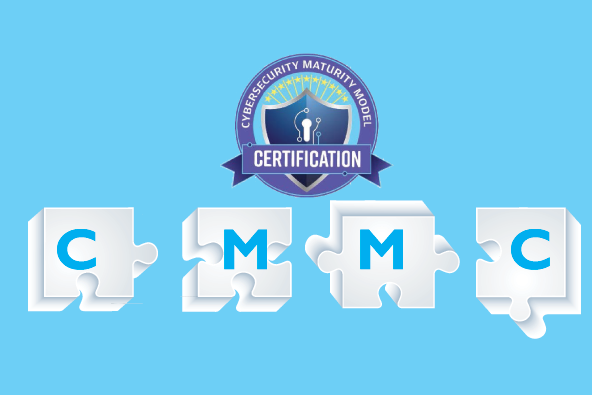 CYBERSECURITY MATURITY MODEL
CERTIFICATION
C M M C